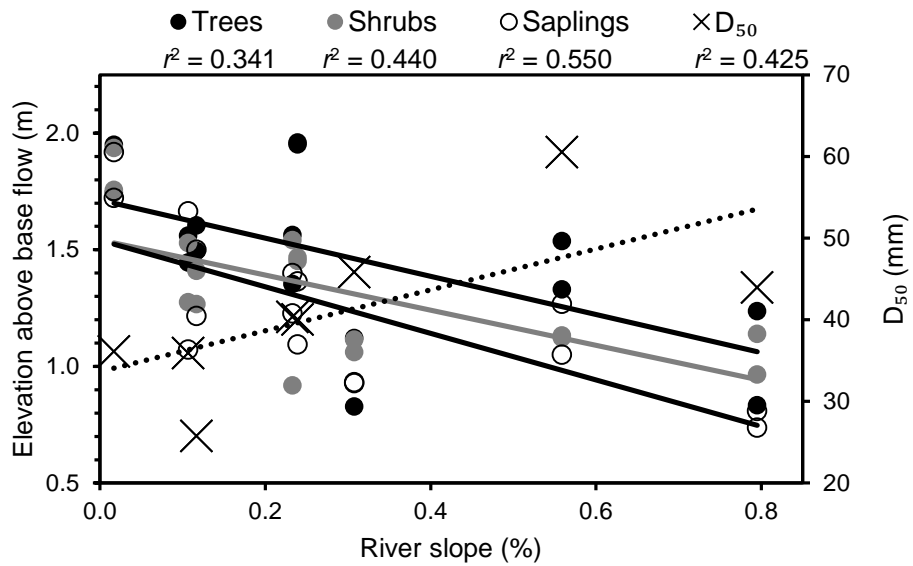 Trees Shrubs Saplings D₅₀
r² = 0.341 r² = 0.440 r² = 0.550 r² = 0.425
Elevation above base flow (m)
2.0
1.5
1.0
0.5
70
60
50
40
30
20
D₅₀ (mm)
0.0 0.2 0.4 0.6 0.8
River slope (%)